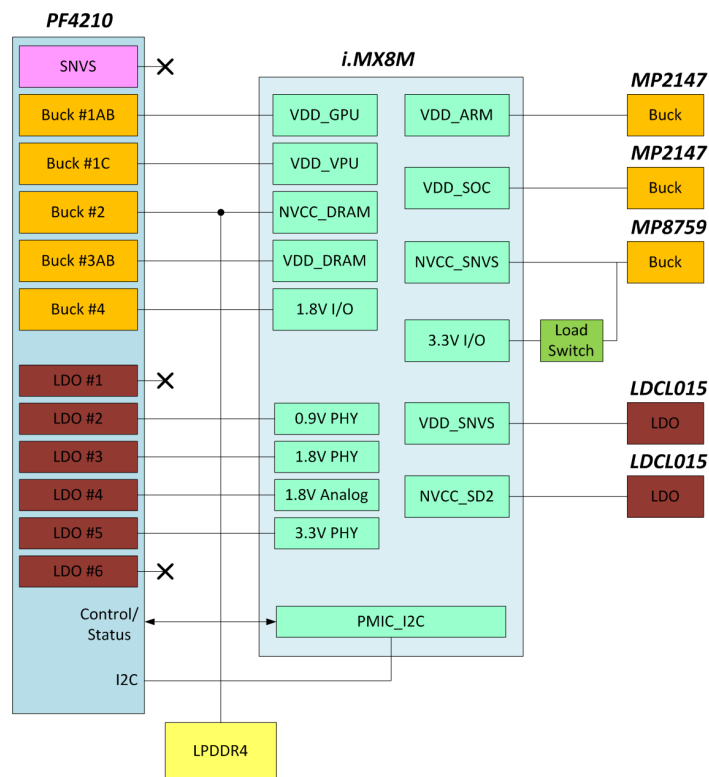 PF4210
SNVS
Buck #1AB
Buck #1C
Buck #2
Buck #3AB
Buck #4
LDO #1
LDO #2
LDO #3
LDO #4
LDO #5
LDO #6
Control/
Status
I2C
i.MX8M
VDD_GPU
VDD_VPU
NVCC_DRAM
VDD_DRAM
1.8V I/O
0.9V PHY
1.8V PHY
1.8V Analog
3.3V PHY
VDD_ARM
VDD_SOC
NVCC_SNVS
3.3V I/O
VDD_SNVS
NVCC_SD2
PMIC_I2C
Load
Switch
MP2147
Buck
MP2147
Buck
MP8759
Buck
LDCL015
LDO
LDCL015
LDO
LPDDR4